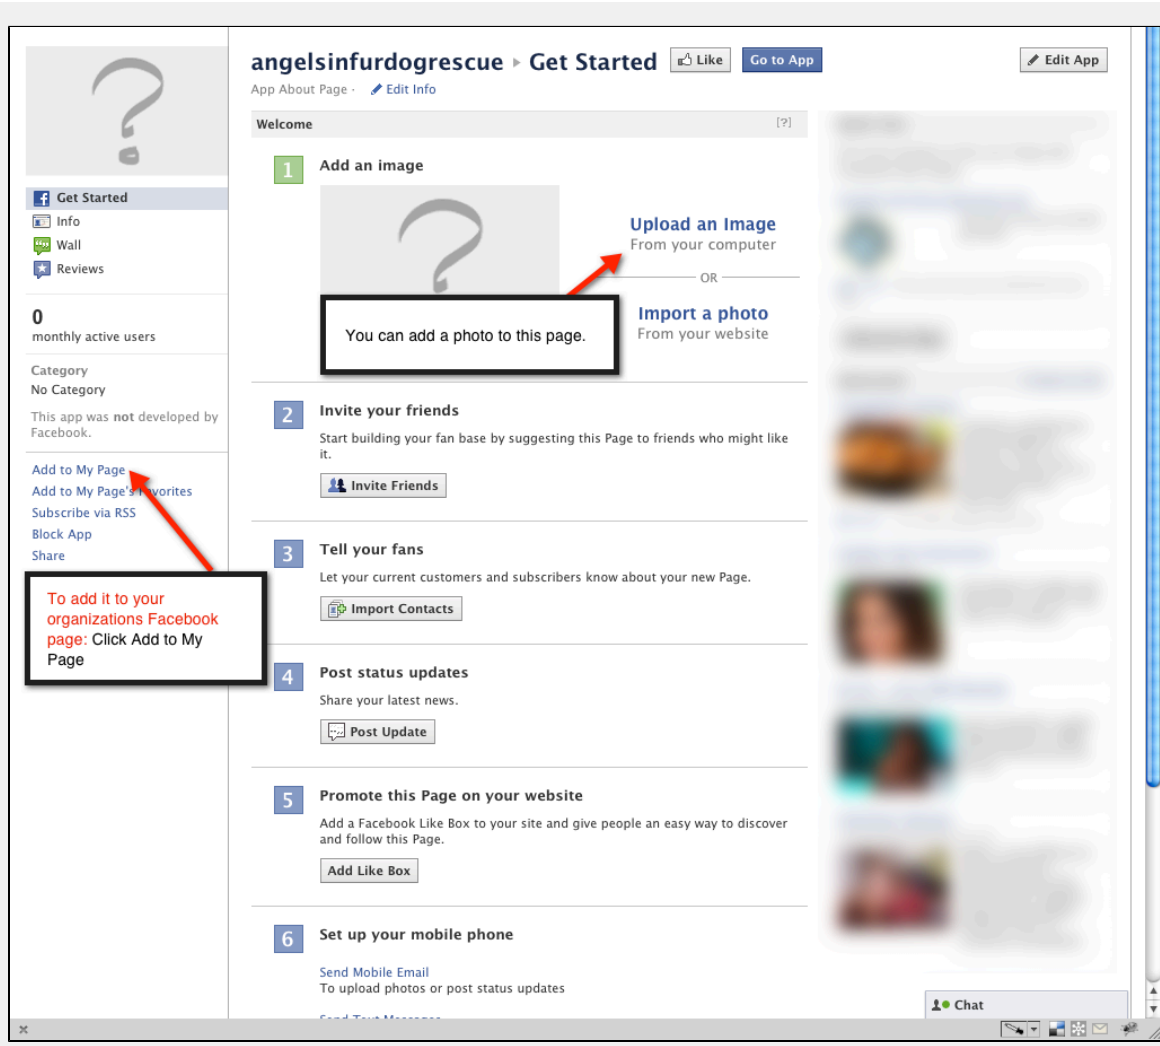 angelsinfurdogrescue ▸ Get Started
Like
Go to App
Edit App
App About Page ·
Edit Info
Get Started
Info
Wall
Reviews
0
monthly active users
Category
No Category
This app was not developed by
Facebook.
Add to My Page
Add to My Page's Favorites
Subscribe via RSS
Block App
Share
To add it to your
organizations Facebook
page: Click Add to My
Page
Welcome
[?]
1
Add an image
Upload an Image
From your computer
OR
Import a photo
From your website
You can add a photo to this page.
2
Invite your friends
Start building your fan base by suggesting this Page to friends who might like
it.
Invite Friends
3
Tell your fans
Let your current customers and subscribers know about your new Page.
Import Contacts
4
Post status updates
Share your latest news.
Post Update
5
Promote this Page on your website
Add a Facebook Like Box to your site and give people an easy way to discover
and follow this Page.
Add Like Box
6
Set up your mobile phone
Send Mobile Email
To upload photos or post status updates
Send Text Messages
Chat